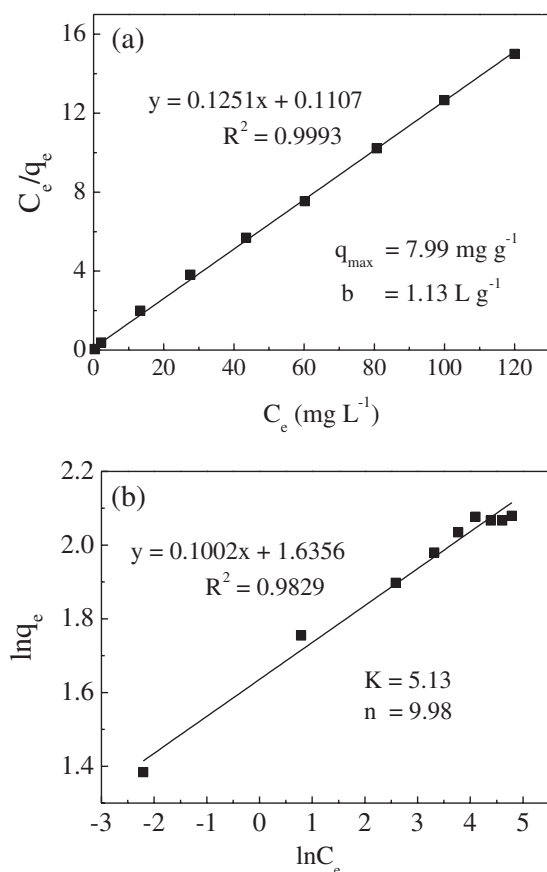 (a)
16
12
8
4
0
y = 0.1251x + 0.1107
R² = 0.9993
q_max = 7.99 mg g⁻¹
b = 1.13 L g⁻¹
C_e/q_e
0 20 40 60 80 100 120
C_e (mg L⁻¹)
(b)
2.2
2.0
1.8
1.6
1.4
y = 0.1002x + 1.6356
R² = 0.9829
K = 5.13
n = 9.98
lnq_e
-3 -2 -1 0 1 2 3 4 5
lnC_e